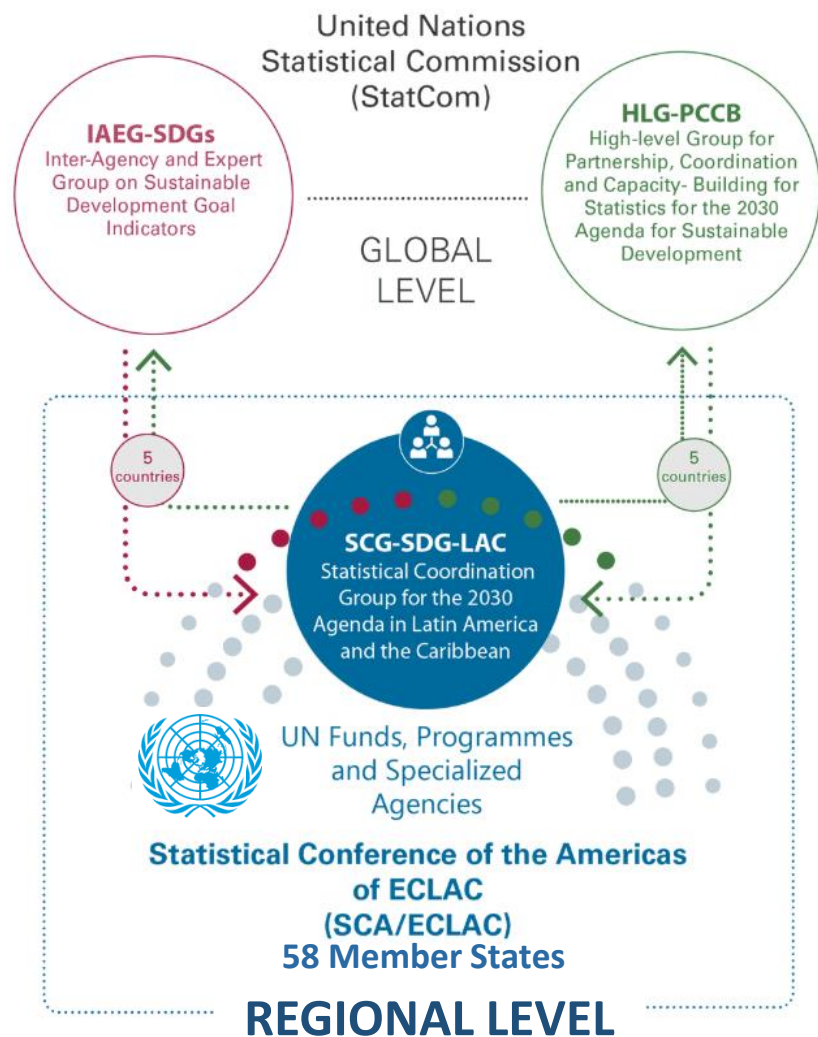 United Nations
Statistical Commission
(StatCom)
IAEG-SDGs
Inter-Agency and Expert
Group on Sustainable
Development Goal
Indicators
HLG-PCCB
High-level Group for
Partnership, Coordination
and Capacity- Building for
Statistics for the 2030
Agenda for Sustainable
Development
GLOBAL
LEVEL
5
countries
5
countries
SCG-SDG-LAC
Statistical Coordination
Group for the 2030
Agenda in Latin America
and the Caribbean
UN Funds, Programmes
and Specialized
Agencies
Statistical Conference of the Americas
of ECLAC
(SCA/ECLAC)
58 Member States
REGIONAL LEVEL